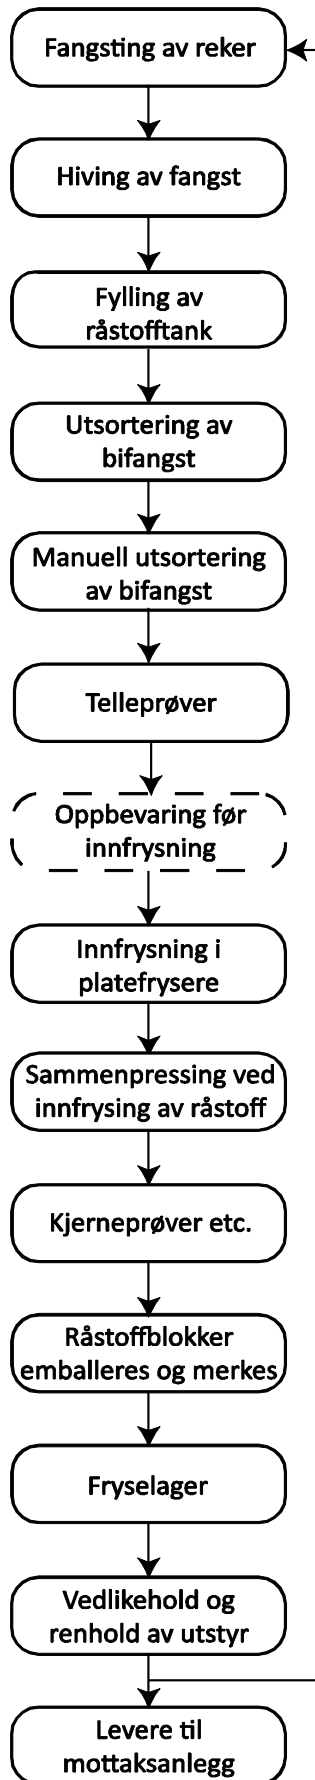 Fangsting av reker
Hiving av fangst
Fylling av
råstofftank
Utsortering av
bifangst
Manuell utsortering
av bifangst
Telleprøver
Oppbevaring før
innfrysning
Innfrysning i
platefrysere
Sammenpressing ved
innfrysing av råstoff
Kjerneprøver etc.
Råstoffblokker
emballeres og merkes
Fryselager
Vedlikehold og
renhold av utstyr
Levere til
mottaksanlegg